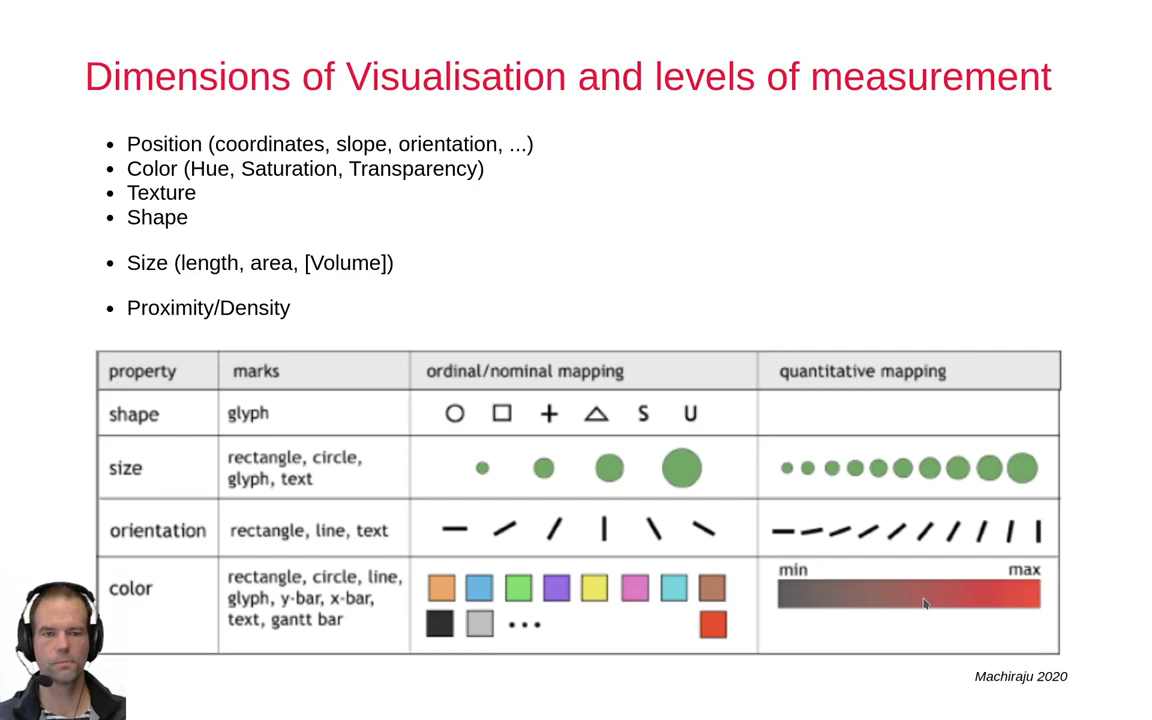 Dimensions of Visualisation and levels of measurement
• Position (coordinates, slope, orientation, ...)
• Color (Hue, Saturation, Transparency)
• Texture
• Shape
• Size (length, area, [Volume])
• Proximity/Density
property marks ordinal/nominal mapping quantitative mapping
shape glyph S U
size rectangle, circle,
glyph, text
orientation rectangle, line, text
color rectangle, circle, line,
glyph, y-bar, x-bar,
text, gantt bar
...
min max
Machiraju 2020